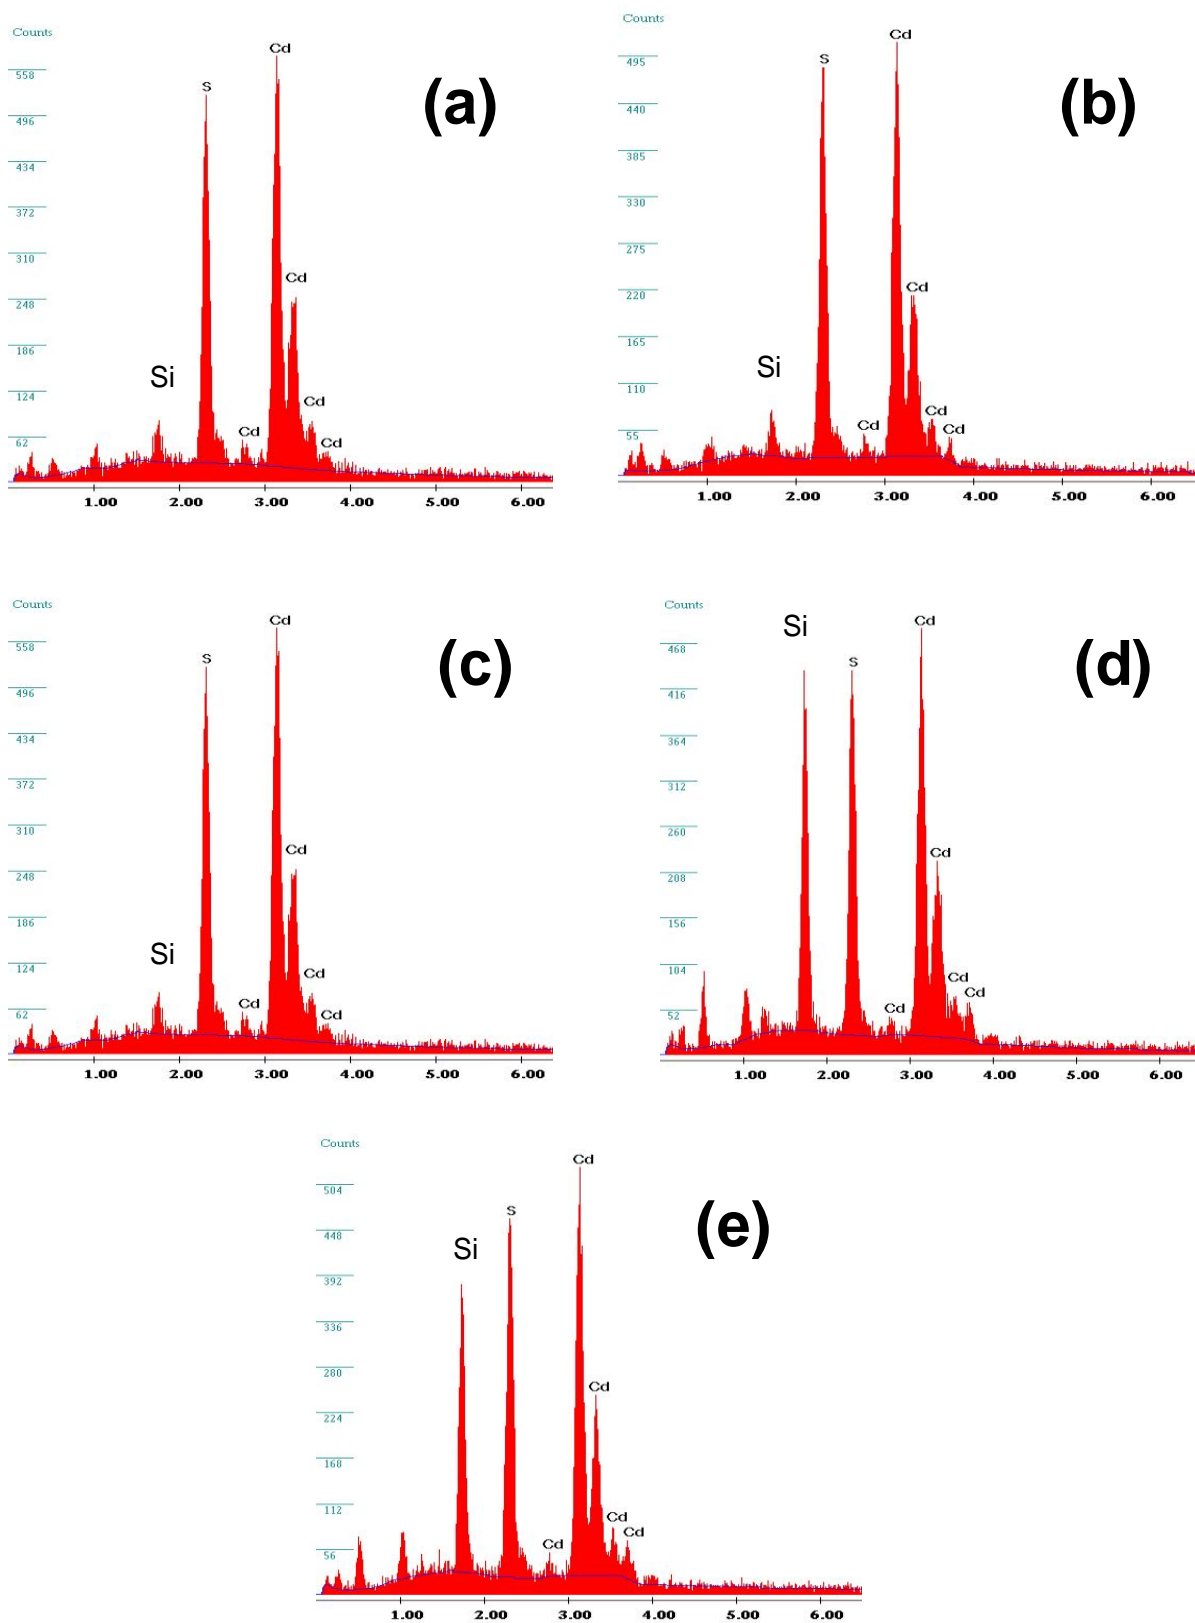 Counts
Cd
558
S
(a)
496
434
372
310
Cd
248
186
Si
124
Cd
Cd
Cd
62
1.00 2.00 3.00 4.00 5.00 6.00
Counts
Cd
495
S
(b)
440
385
330
275
Cd
220
165
Si
110
Cd
Cd
Cd
55
1.00 2.00 3.00 4.00 5.00 6.00
Counts
Cd
558
S
(c)
496
434
372
310
Cd
248
186
Si
124
Cd
Cd
Cd
62
1.00 2.00 3.00 4.00 5.00 6.00
Counts
Si
Cd
468
S
(d)
416
364
312
260
Cd
208
156
104
Cd
Cd
Cd
52
1.00 2.00 3.00 4.00 5.00 6.00
Counts
Cd
504
S
(e)
448
Si
392
336
280
Cd
224
168
112
Cd
Cd
Cd
56
1.00 2.00 3.00 4.00 5.00 6.00